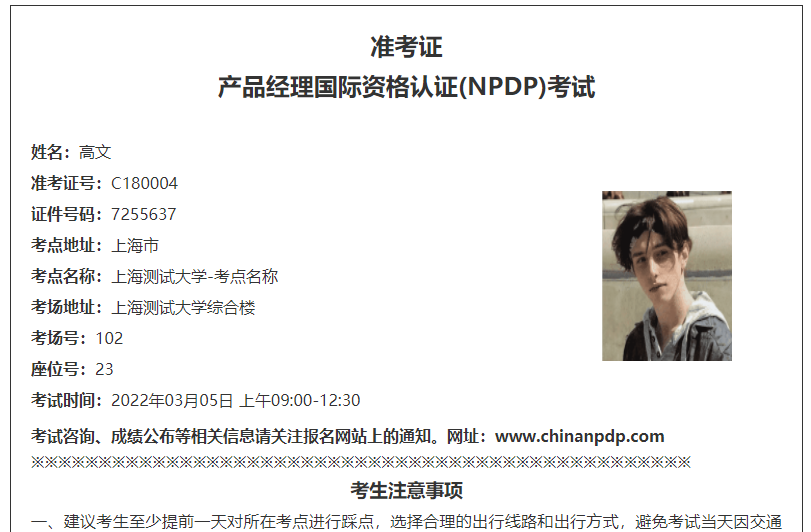 准考证
产品经理国际资格认证(NPDP)考试
姓名：高文
准考证号：C180004
证件号码：7255637
考点地址：上海市
考点名称：上海测试大学-考点名称
考场地址：上海测试大学综合楼
考场号：102
座位号：23
考试时间：2022年03月05日 上午09:00-12:30
考试咨询、成绩公布等相关信息请关注报名网站上的通知。网址：www.chinanpdp.com
※※※※※※※※※※※※※※※※※※※※※※※※※※※※※※※※※※※※※※※※※※※※※※※※※
考生注意事项
一、建议考生至少提前一天对所在考点进行踩点，选择合理的出行线路和出行方式，避免考试当天因交通